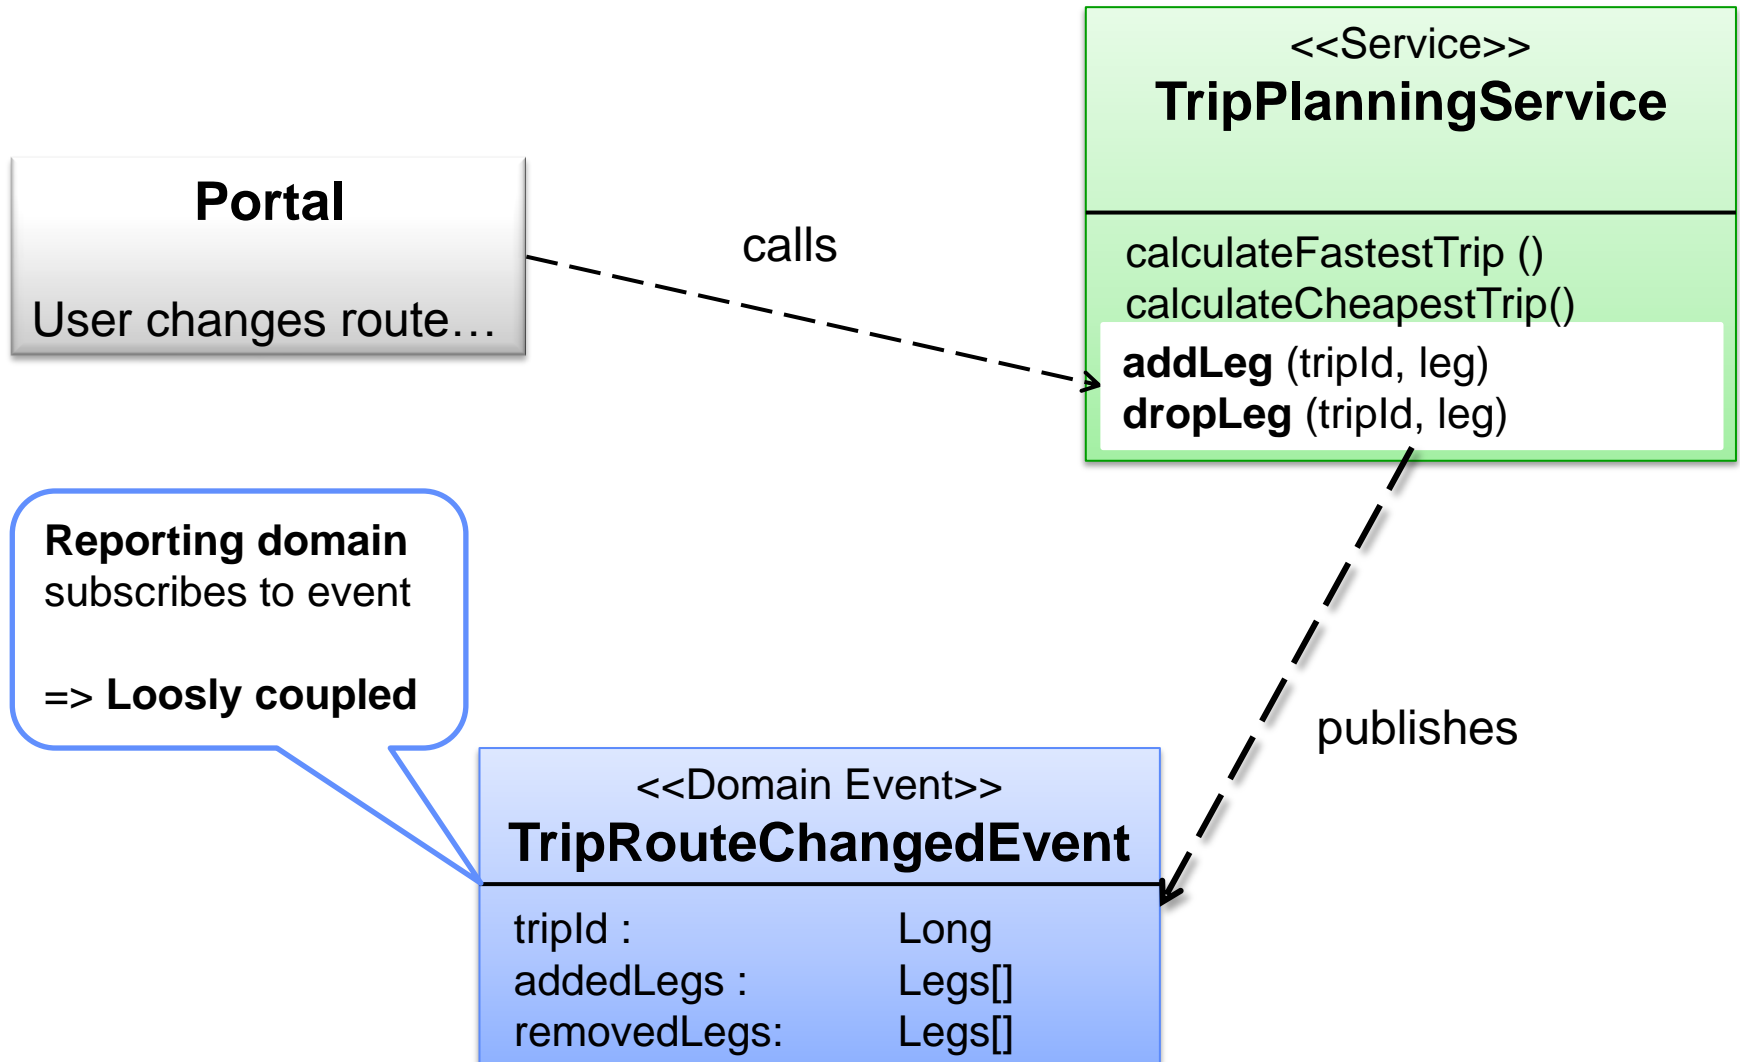 <<Service>>
TripPlanningService
calculateFastestTrip ()
calculateCheapestTrip()
addLeg (tripId, leg)
dropLeg (tripId, leg)
Portal
User changes route…
calls
Reporting domain
subscribes to event
=> Loosly coupled
publishes
<<Domain Event>>
TripRouteChangedEvent
tripId : Long
addedLegs : Legs[]
removedLegs: Legs[]